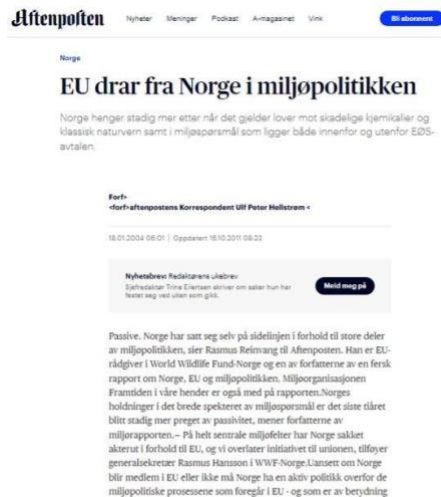 Aftenposten
Nyheter Meninger Podkast A-magasinet Vink Bli abonnent
Norge
EU drar fra Norge i miljøpolitikken
Norge henger stadig mer etter når det gjelder lover mot skadelige kjemikalier og
klassisk naturvern samt i miljøspørsmål som ligger både innenfor og utenfor EØS-
avtalen.
Forf>
<forf>aftenpostens Korrespondent Ulf Peter Hellstrøm <
18.01.2004 06:01 | Oppdatert 16.10.2011 09:22
Nyhetsbrev: Redaktørens ukebrev
Sjefredaktør Trine Eilertsen skriver om saker hun har
festet seg ved uken som gikk.
Meld meg på
Passive. Norge har satt seg selv på sidelinjen i forhold til store deler
av miljøpolitikken, sier Rasmus Reinvang til Aftenposten. Han er EU-
rådgiver i World Wildlife Fund-Norge og en av forfatterne av en fersk
rapport om Norge, EU og miljøpolitikken. Miljøorganisasjonen
Framtiden i våre hender er også med på rapporten.Norges
holdninger i det brede spekteret av miljøspørsmål er det siste tiåret
blitt stadig mer preget av passivitet, mener forfatterne av
miljørapporten.– På helt sentrale miljøfelter har Norge sakket
akterut i forhold til EU, og vi overlater initiativet til unionen, tilføyer
generalsekretær Rasmus Hansson i WWF-Norge.Uansett om Norge
blir medlem i EU eller ikke må Norge ha en aktiv politikk overfor de
miljøpolitiske prosessene som foregår i EU - og som er av betydning